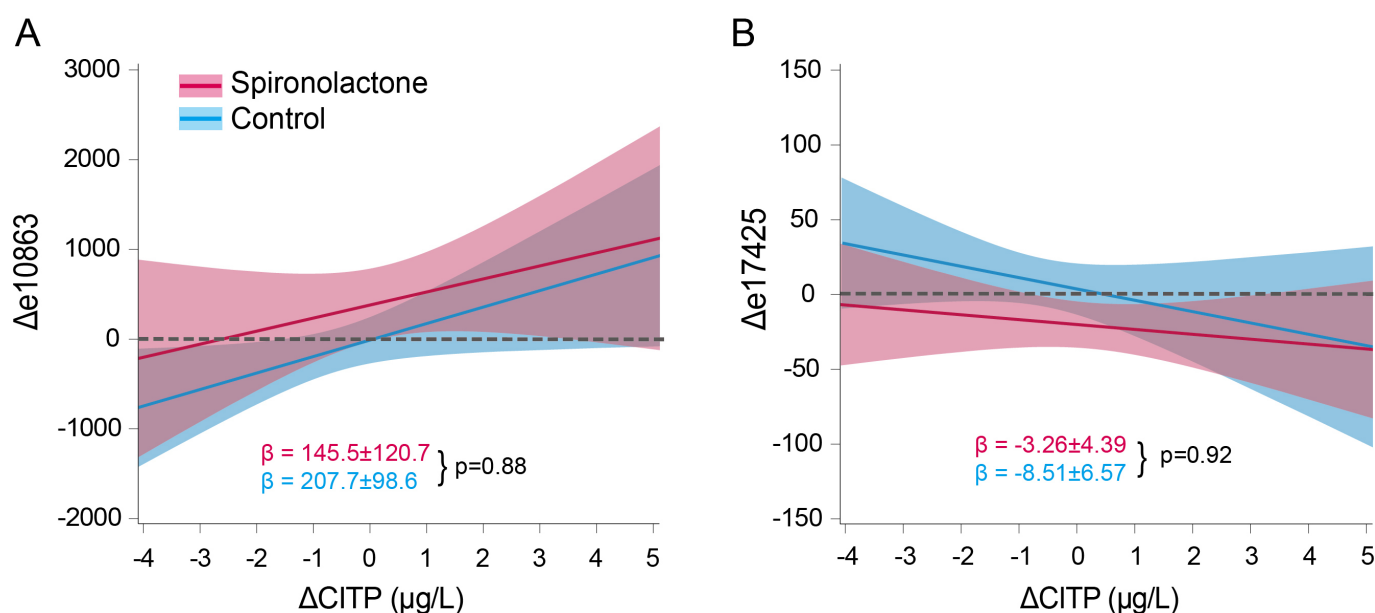 A
B
Spironolactone
Control
3000
2000
1000
0
-1000
-2000
Δe10863
β = 145.5±120.7
β = 207.7±98.6
} p=0.88
-4 -3 -2 -1 0 1 2 3 4 5
ΔCITP (µg/L)
150
100
50
0
-50
-100
-150
Δe17425
β = -3.26±4.39
β = -8.51±6.57
} p=0.92
-4 -3 -2 -1 0 1 2 3 4 5
ΔCITP (µg/L)